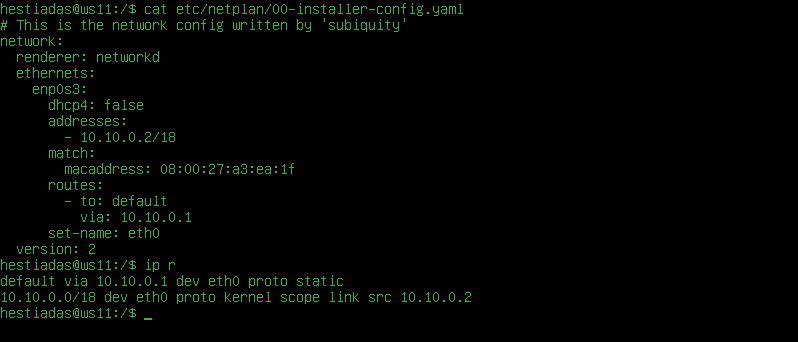 hestiadas@ws11:/$ cat etc/netplan/00-installer-config.yaml
# This is the network config written by 'subiquity'
network:
  renderer: networkd
  ethernets:
    enp0s3:
      dhcp4: false
      addresses:
        - 10.10.0.2/18
      match:
        macaddress: 08:00:27:a3:ea:1f
      routes:
        - to: default
          via: 10.10.0.1
      set-name: eth0
  version: 2
hestiadas@ws11:/$ ip r
default via 10.10.0.1 dev eth0 proto static
10.10.0.0/18 dev eth0 proto kernel scope link src 10.10.0.2
hestiadas@ws11:/$ _